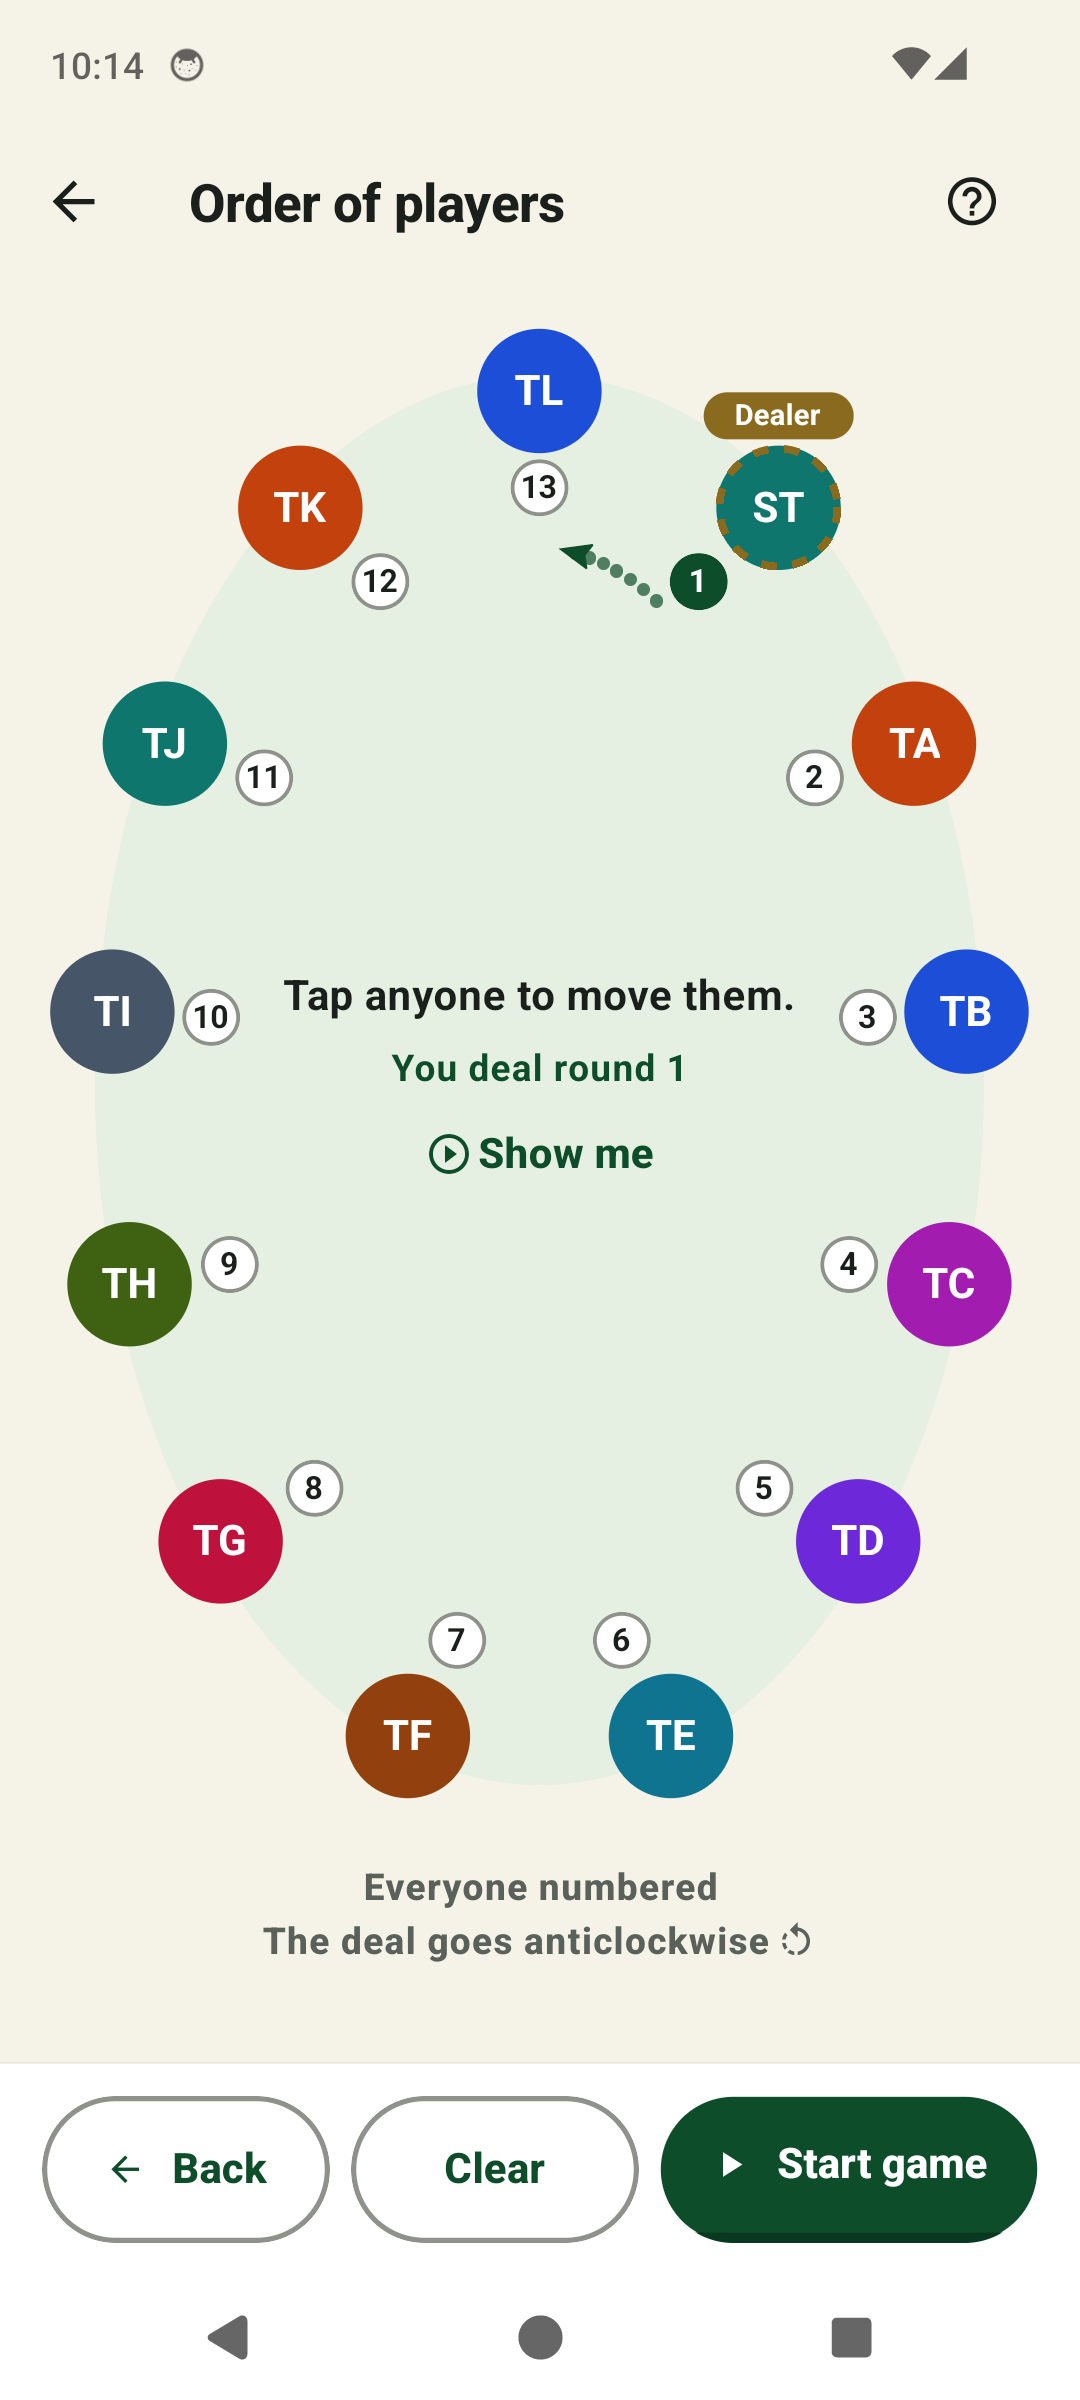 10:14
Order of players
TL
Dealer
13
TK
ST
12
1
TJ
TA
11
2
TI
10
Tap anyone to move them.
3
TB
You deal round 1
Show me
TH
9
4
TC
8
5
TG
TD
7
6
TF
TE
Everyone numbered
The deal goes anticlockwise
Back
Clear
Start game